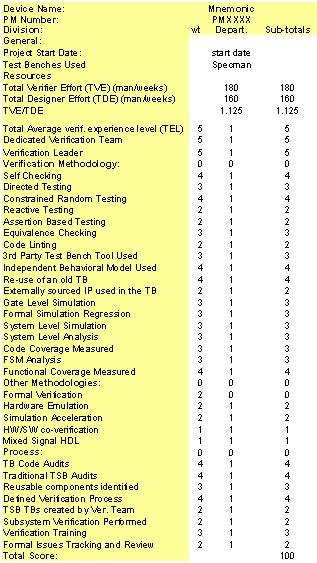 Device Name: Mnemonic
PM Number: PMXXXX
Division: wt Depart. Sub-totals
General:
Project Start Date: start date
Test Benches Used Specman
Resources
Total Verifier Effort (TVE) (man/weeks) 180 180
Total Designer Effort (TDE) (man/weeks) 160 160
TVE/TDE 1.125 1.125
Total Average verif. experience level (TEL) 5 1 5
Dedicated Verification Team 5 1 5
Verification Leader 5 1 5
Verification Methodology: 0 0 0
Self Checking 4 1 4
Directed Testing 3 1 3
Constrained Random Testing 4 1 4
Reactive Testing 2 1 2
Assertion Based Testing 2 1 2
Equivalence Checking 3 1 3
Code Linting 2 1 2
3rd Party Test Bench Tool Used 3 1 3
Independent Behavioral Model Used 4 1 4
Re-use of an old TB 4 1 4
Externally sourced IP used in the TB 2 1 2
Gate Level Simulation 3 1 3
Formal Simulation Regression 3 1 3
System Level Simulation 3 1 3
System Level Analysis 3 1 3
Code Coverage Measured 3 1 3
FSM Analysis 3 1 3
Functional Coverage Measured 4 1 4
Other Methodologies: 0 0 0
Formal Verification 2 0 0
Hardware Emulation 2 1 2
Simulation Acceleration 2 1 2
HW/SW co-verification 1 1 1
Mixed Signal HDL 1 1 1
Process: 0 0 0
TB Code Audits 4 1 4
Traditional TSB Audits 4 1 4
Reusable components identified 3 1 3
Defined Verification Process 4 1 4
TSB TBs created by Ver. Team 2 1 2
Subsystem Verification Performed 2 1 2
Verification Training 3 1 3
Formal Issues Tracking and Review 2 1 2
Total Score: 100